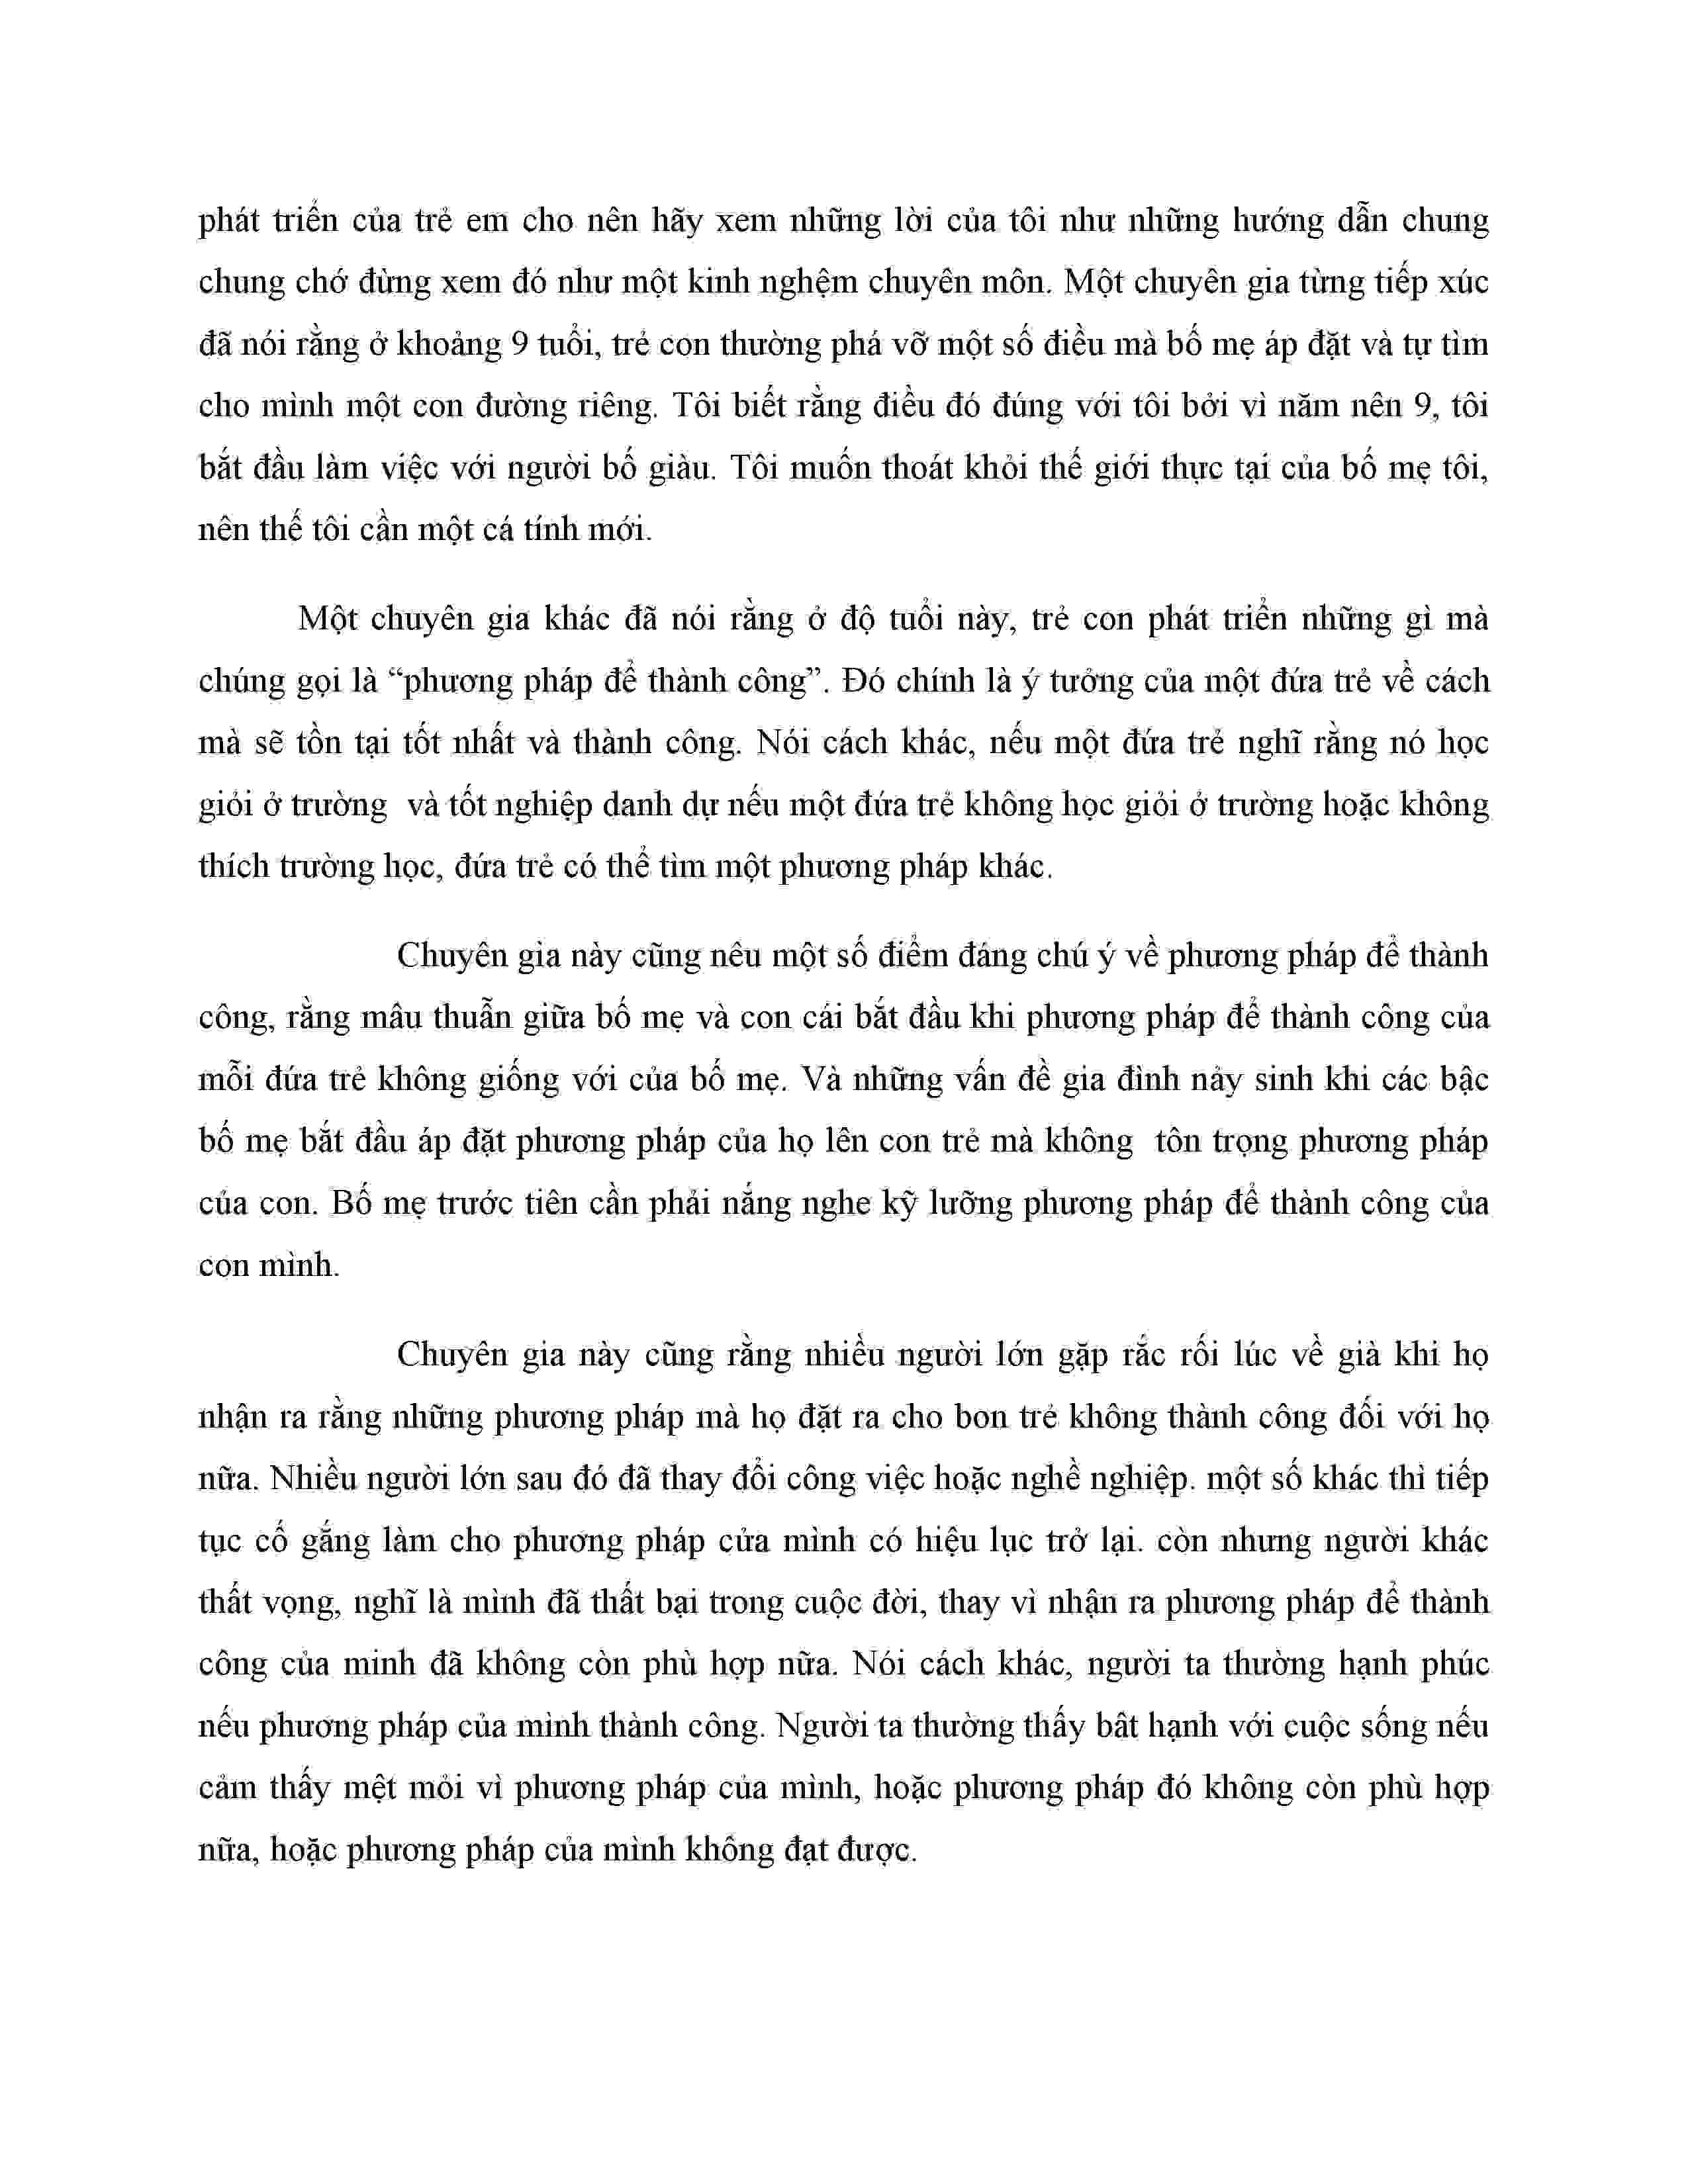 phát triển của trẻ em cho nên hãy xem những lời của tôi như những hướng dẫn chung
chung chớ đừng xem đó như một kinh nghệm chuyên môn. Một chuyên gia từng tiếp xúc
đã nói rằng ở khoảng 9 tuổi, trẻ con thường phá vỡ một số điều mà bố mẹ áp đặt và tự tìm
cho mình một con đường riêng. Tôi biết rằng điều đó đúng với tôi bởi vì năm nên 9, tôi
bắt đầu làm việc với người bố giàu. Tôi muốn thoát khỏi thế giới thực tại của bố mẹ tôi,
nên thế tôi cần một cá tính mới.
Một chuyên gia khác đã nói rằng ở độ tuổi này, trẻ con phát triển những gì mà
chúng gọi là “phương pháp để thành công”. Đó chính là ý tưởng của một đứa trẻ về cách
mà sẽ tồn tại tốt nhất và thành công. Nói cách khác, nếu một đứa trẻ nghĩ rằng nó học
giỏi ở trường  và tốt nghiệp danh dự nếu một đứa trẻ không học giỏi ở trường hoặc không
thích trường học, đứa trẻ có thể tìm một phương pháp khác.
Chuyên gia này cũng nêu một số điểm đáng chú ý về phương pháp để thành
công, rằng mâu thuẫn giữa bố mẹ và con cái bắt đầu khi phương pháp để thành công của
mỗi đứa trẻ không giống với của bố mẹ. Và những vấn đề gia đình nảy sinh khi các bậc
bố mẹ bắt đầu áp đặt phương pháp của họ lên con trẻ mà không  tôn trọng phương pháp
của con. Bố mẹ trước tiên cần phải nắng nghe kỹ lưỡng phương pháp để thành công của
con mình.
Chuyên gia này cũng rằng nhiều người lớn gặp rắc rối lúc về già khi họ
nhận ra rằng những phương pháp mà họ đặt ra cho bon trẻ không thành công đối với họ
nữa. Nhiều người lớn sau đó đã thay đổi công việc hoặc nghề nghiệp. một số khác thì tiếp
tục cố gắng làm cho phương pháp cửa mình có hiệu lục trở lại. còn nhưng người khác
thất vọng, nghĩ là mình đã thất bại trong cuộc đời, thay vì nhận ra phương pháp để thành
công của minh đã không còn phù hợp nữa. Nói cách khác, người ta thường hạnh phúc
nếu phương pháp của mình thành công. Người ta thường thấy bât hạnh với cuộc sống nếu
cảm thấy mệt mỏi vì phương pháp của mình, hoặc phương pháp đó không còn phù hợp
nữa, hoặc phương pháp của mình không đạt được.